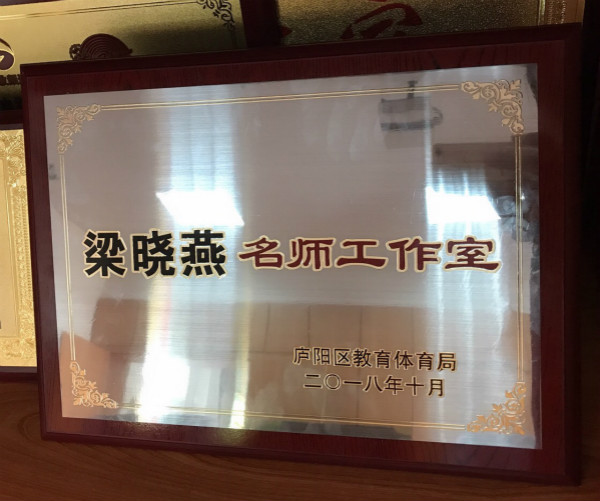 梁晓燕 名师工作室
庐阳区教育体育局
二〇一八年十月